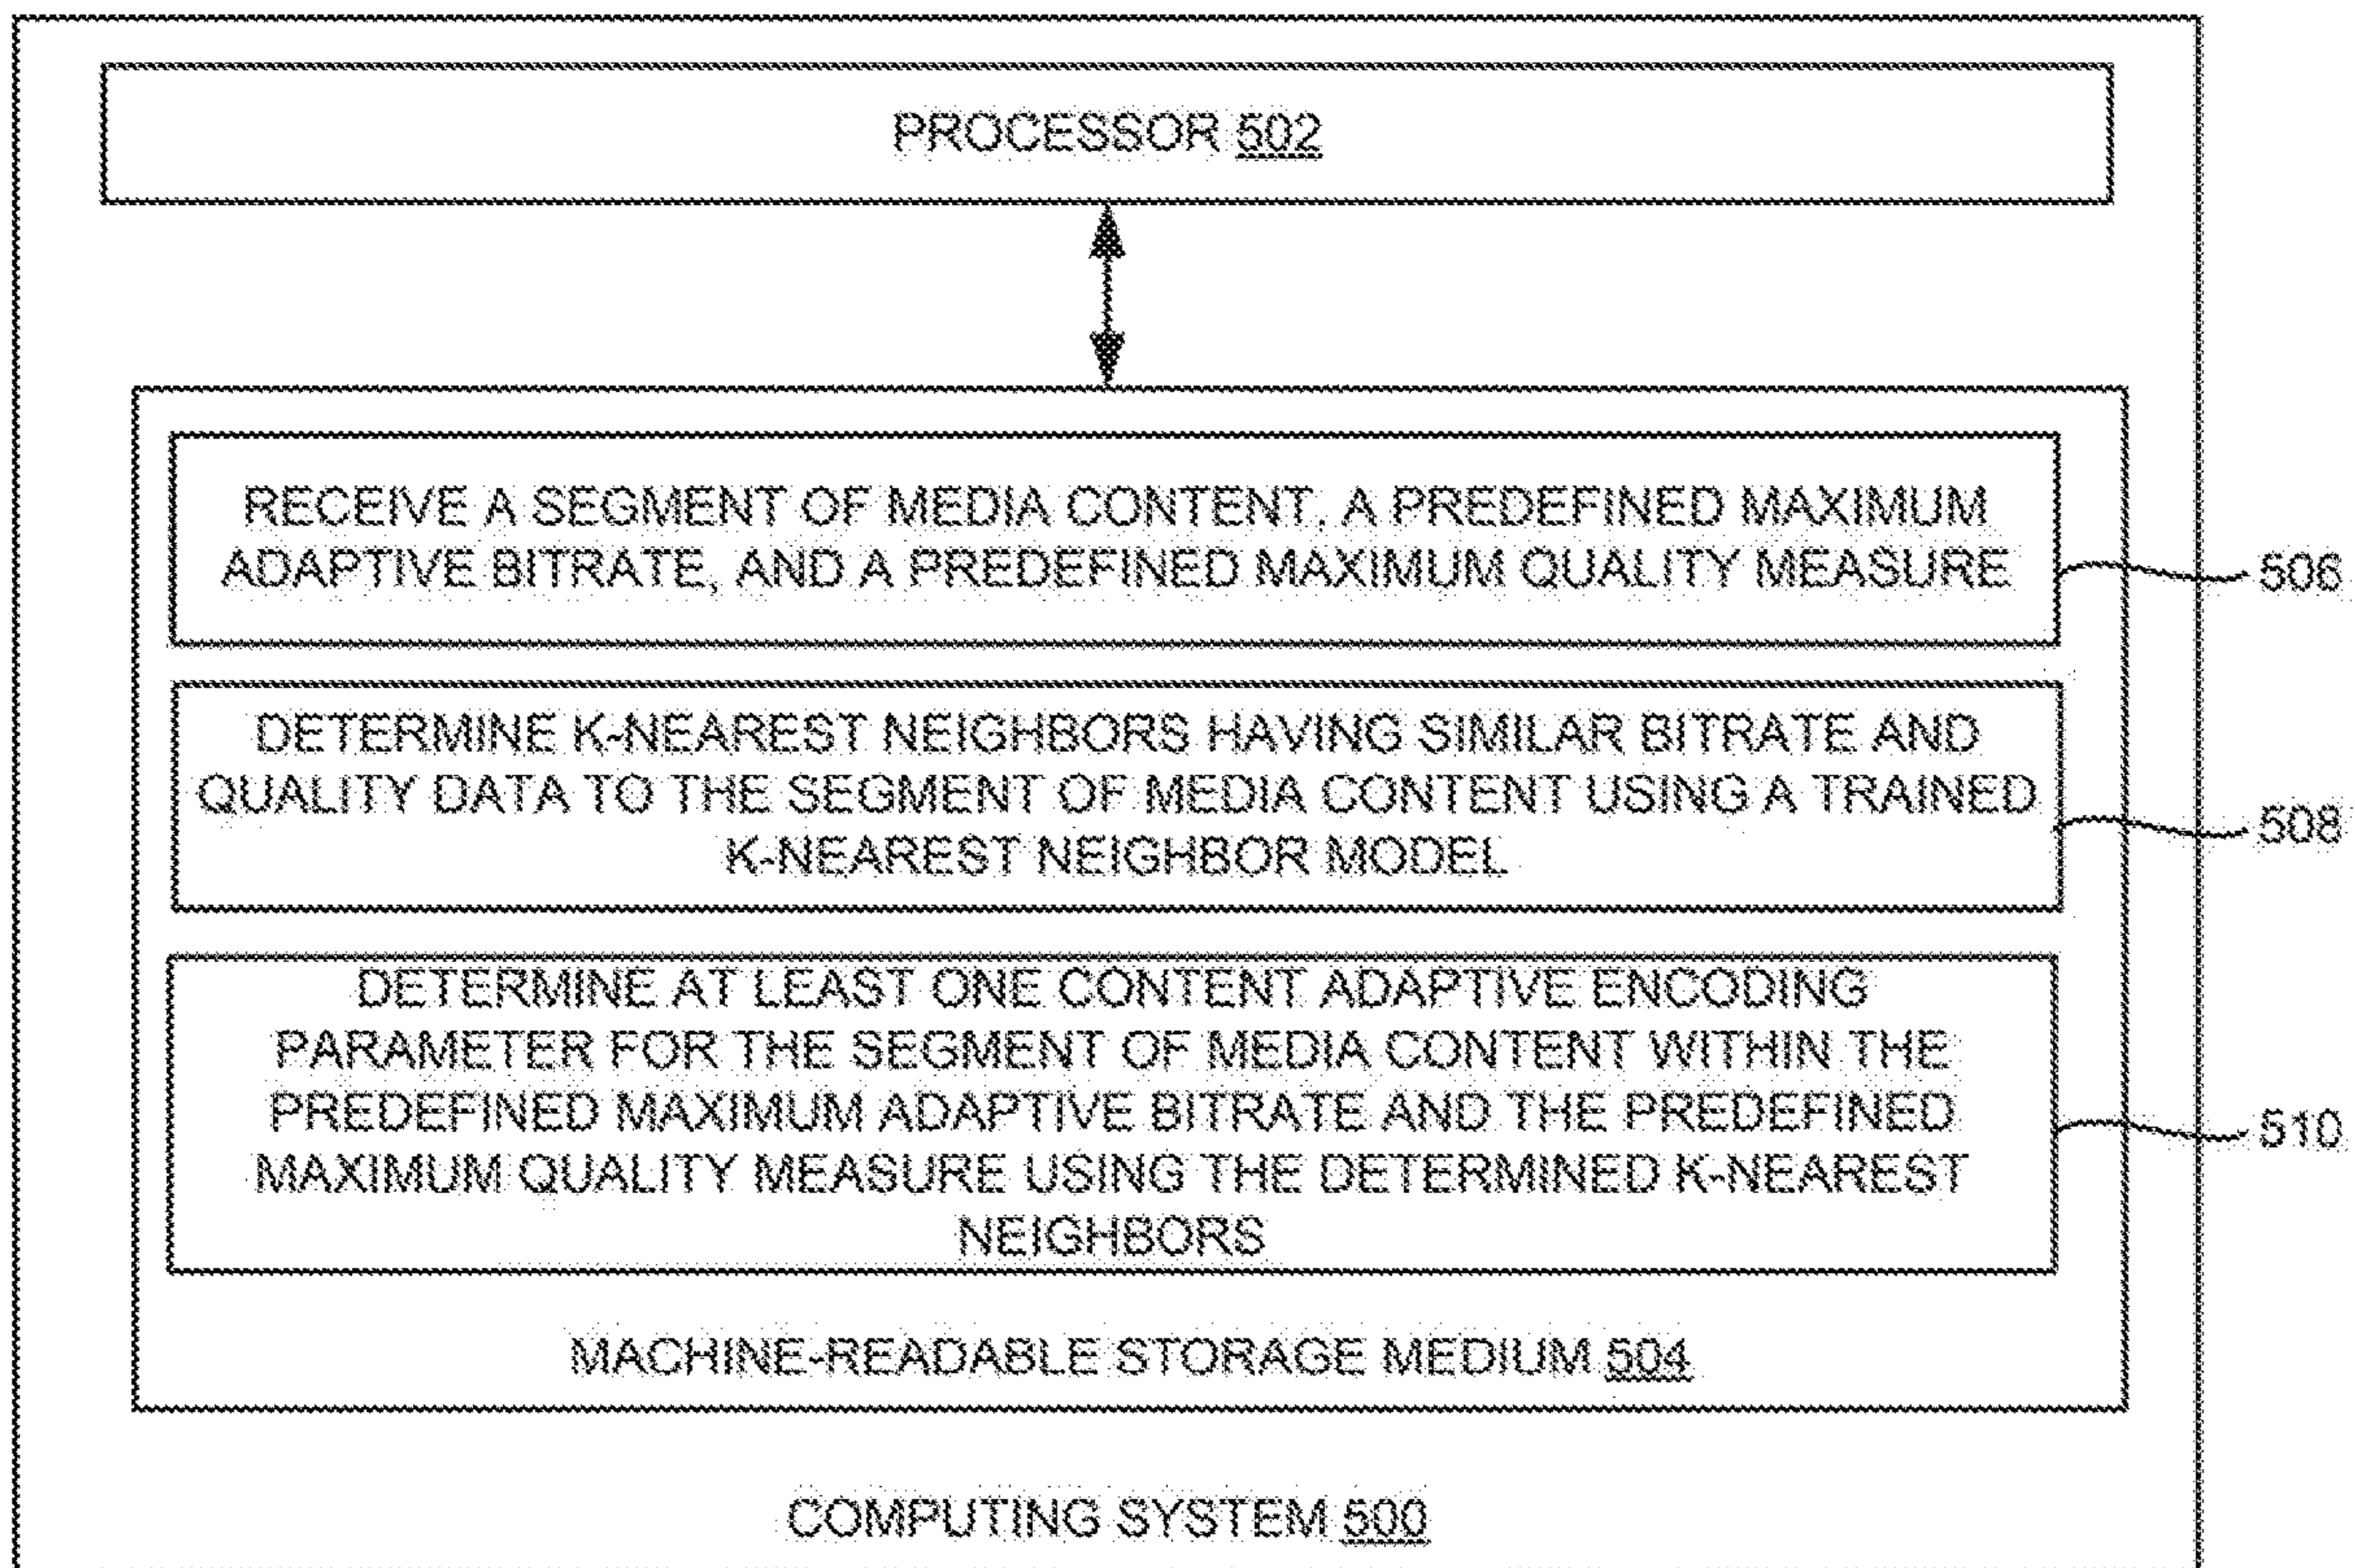 PROCESSOR 502
RECEIVE A SEGMENT OF MEDIA CONTENT, A PREDEFINED MAXIMUM
ADAPTIVE BITRATE, AND A PREDEFINED MAXIMUM QUALITY MEASURE
506
DETERMINE K-NEAREST NEIGHBORS HAVING SIMILAR BITRATE AND
QUALITY DATA TO THE SEGMENT OF MEDIA CONTENT USING A TRAINED
K-NEAREST NEIGHBOR MODEL
508
DETERMINE AT LEAST ONE CONTENT ADAPTIVE ENCODING
PARAMETER FOR THE SEGMENT OF MEDIA CONTENT WITHIN THE
PREDEFINED MAXIMUM ADAPTIVE BITRATE AND THE PREDEFINED
MAXIMUM QUALITY MEASURE USING THE DETERMINED K-NEAREST
NEIGHBORS
510
MACHINE-READABLE STORAGE MEDIUM 504
COMPUTING SYSTEM 500